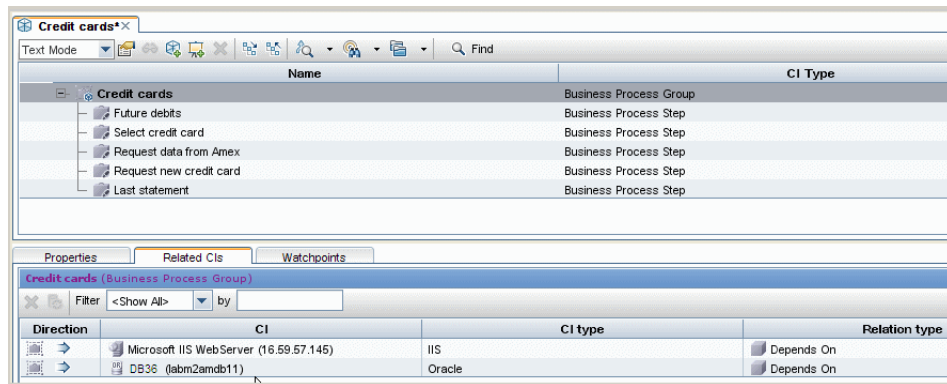 Credit cards*
Text Mode Find
Name CI Type
Credit cards Business Process Group
Future debits Business Process Step
Select credit card Business Process Step
Request data from Amex Business Process Step
Request new credit card Business Process Step
Last statement Business Process Step
Properties Related CIs Watchpoints
Credit cards (Business Process Group)
Filter <Show All> by
Direction CI CI type Relation type
Microsoft IIS WebServer (16.59.57.145) IIS Depends On
DB36 (labm2amdb11) Oracle Depends On